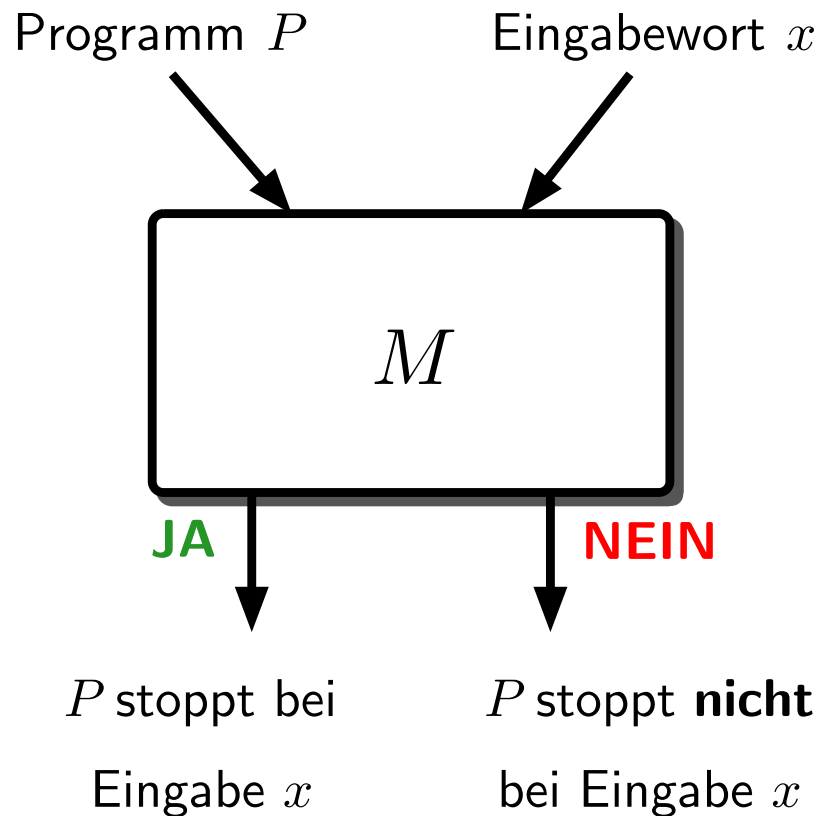 Programm P
Eingabewort x
M
JA
NEIN
P stoppt bei
Eingabe x
P stoppt nicht
bei Eingabe x